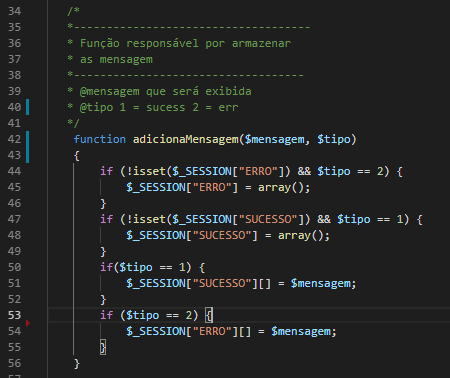 34 /*
35 *------------------------------------
36 * Função responsável por armazenar
37 * as mensagem
38 *-----------------------------------
39 * @mensagem que será exibida
40 * @tipo 1 = sucess 2 = err
41 */
42 function adicionaMensagem($mensagem, $tipo)
43 {
44 if (!isset($_SESSION["ERRO"]) && $tipo == 2) {
45 $_SESSION["ERRO"] = array();
46 }
47 if (!isset($_SESSION["SUCESSO"]) && $tipo == 1) {
48 $_SESSION["SUCESSO"] = array();
49 }
50 if($tipo == 1) {
51 $_SESSION["SUCESSO"][] = $mensagem;
52 }
53 if ($tipo == 2) {
54 $_SESSION["ERRO"][] = $mensagem;
55 }
56 }